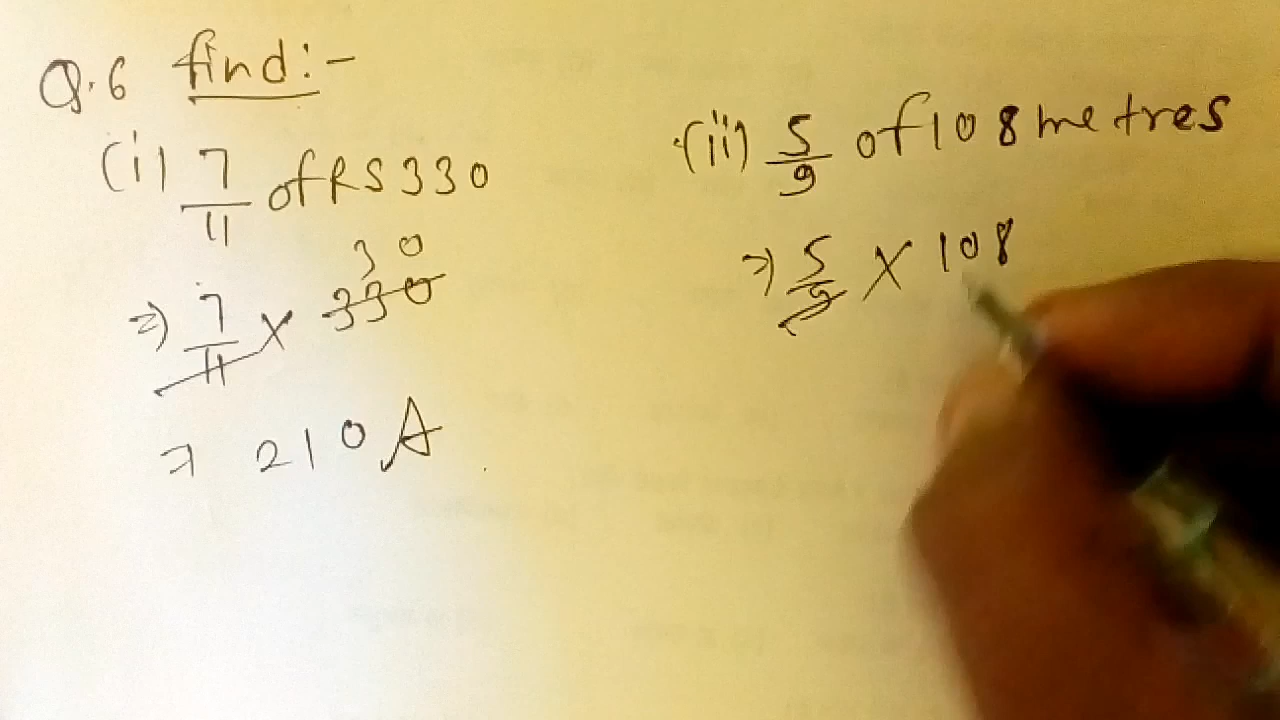 Q.6 find:-
(i) 7/11 of RS 330
=) 7/11 X 330
30
=) 210 A
(ii) 5/9 of 108 metres
=) 5/9 X 108